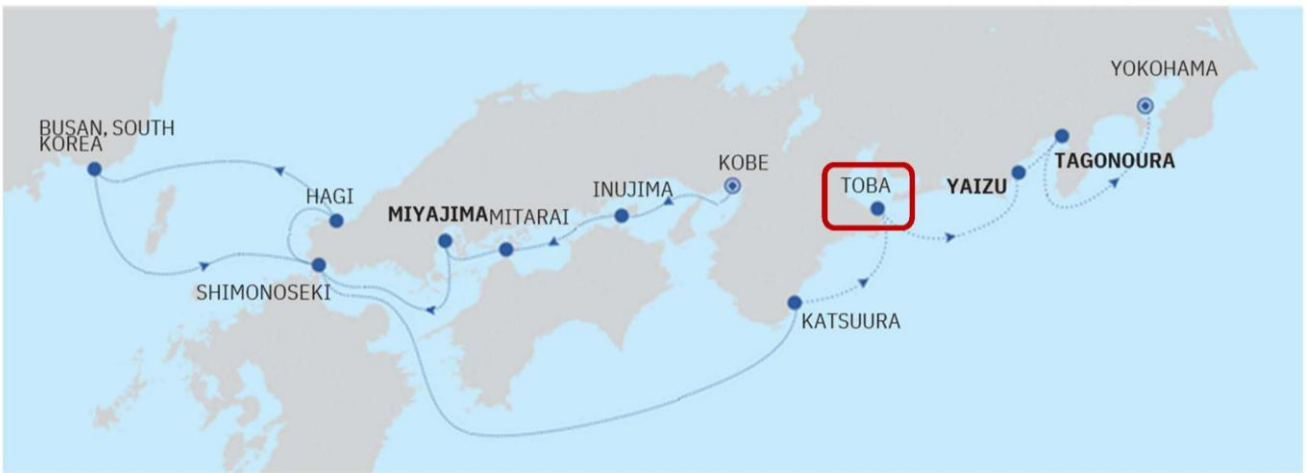 YOKOHAMA
BUSAN, SOUTH
KOREA
TAGONOURA
KOBE
TOBA
YAIZU
INUJIMA
HAGI
MIYAJIMA
MITARAI
SHIMONOSEKI
KATSUURA